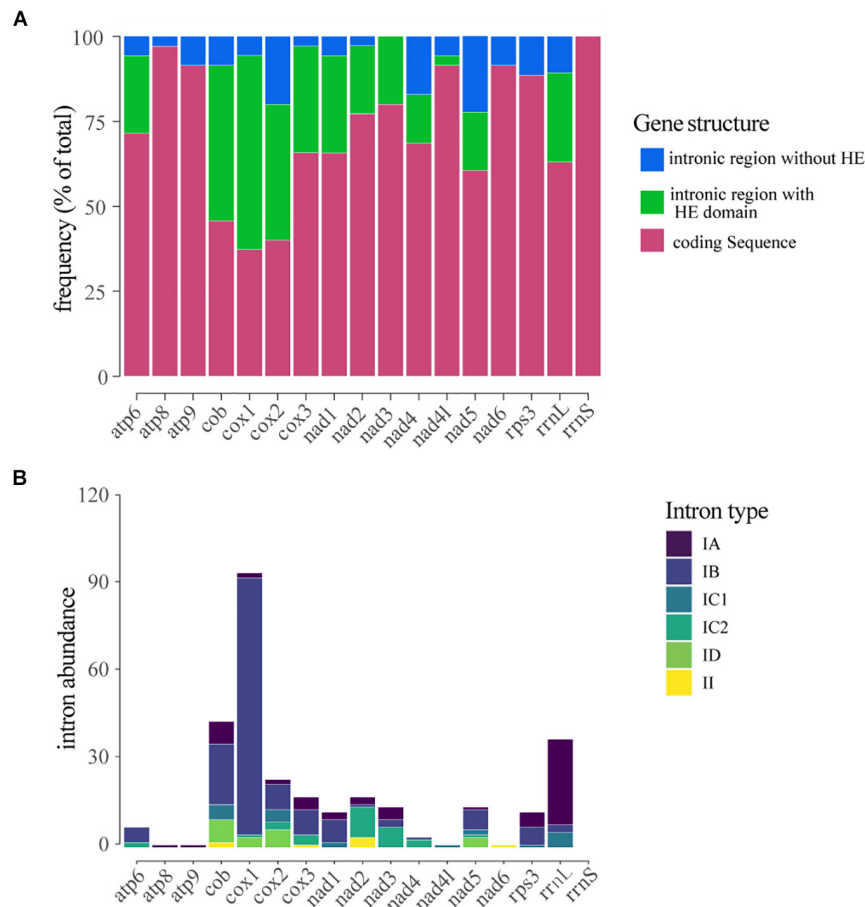 A
frequency (% of total)
100
75
50
25
0
atp6 atp8 atp9 cob cox1 cox2 cox3 nad1 nad2 nad3 nad4 nad4l nad5 nad6 rps3 rrnL rrnS
Gene structure
intronic region without HE
intronic region with
HE domain
coding Sequence
B
intron abundance
120
90
60
30
0
atp6 atp8 atp9 cob cox1 cox2 cox3 nad1 nad2 nad3 nad4 nad4l nad5 nad6 rps3 rrnL rrnS
Intron type
IA
IB
IC1
IC2
ID
II